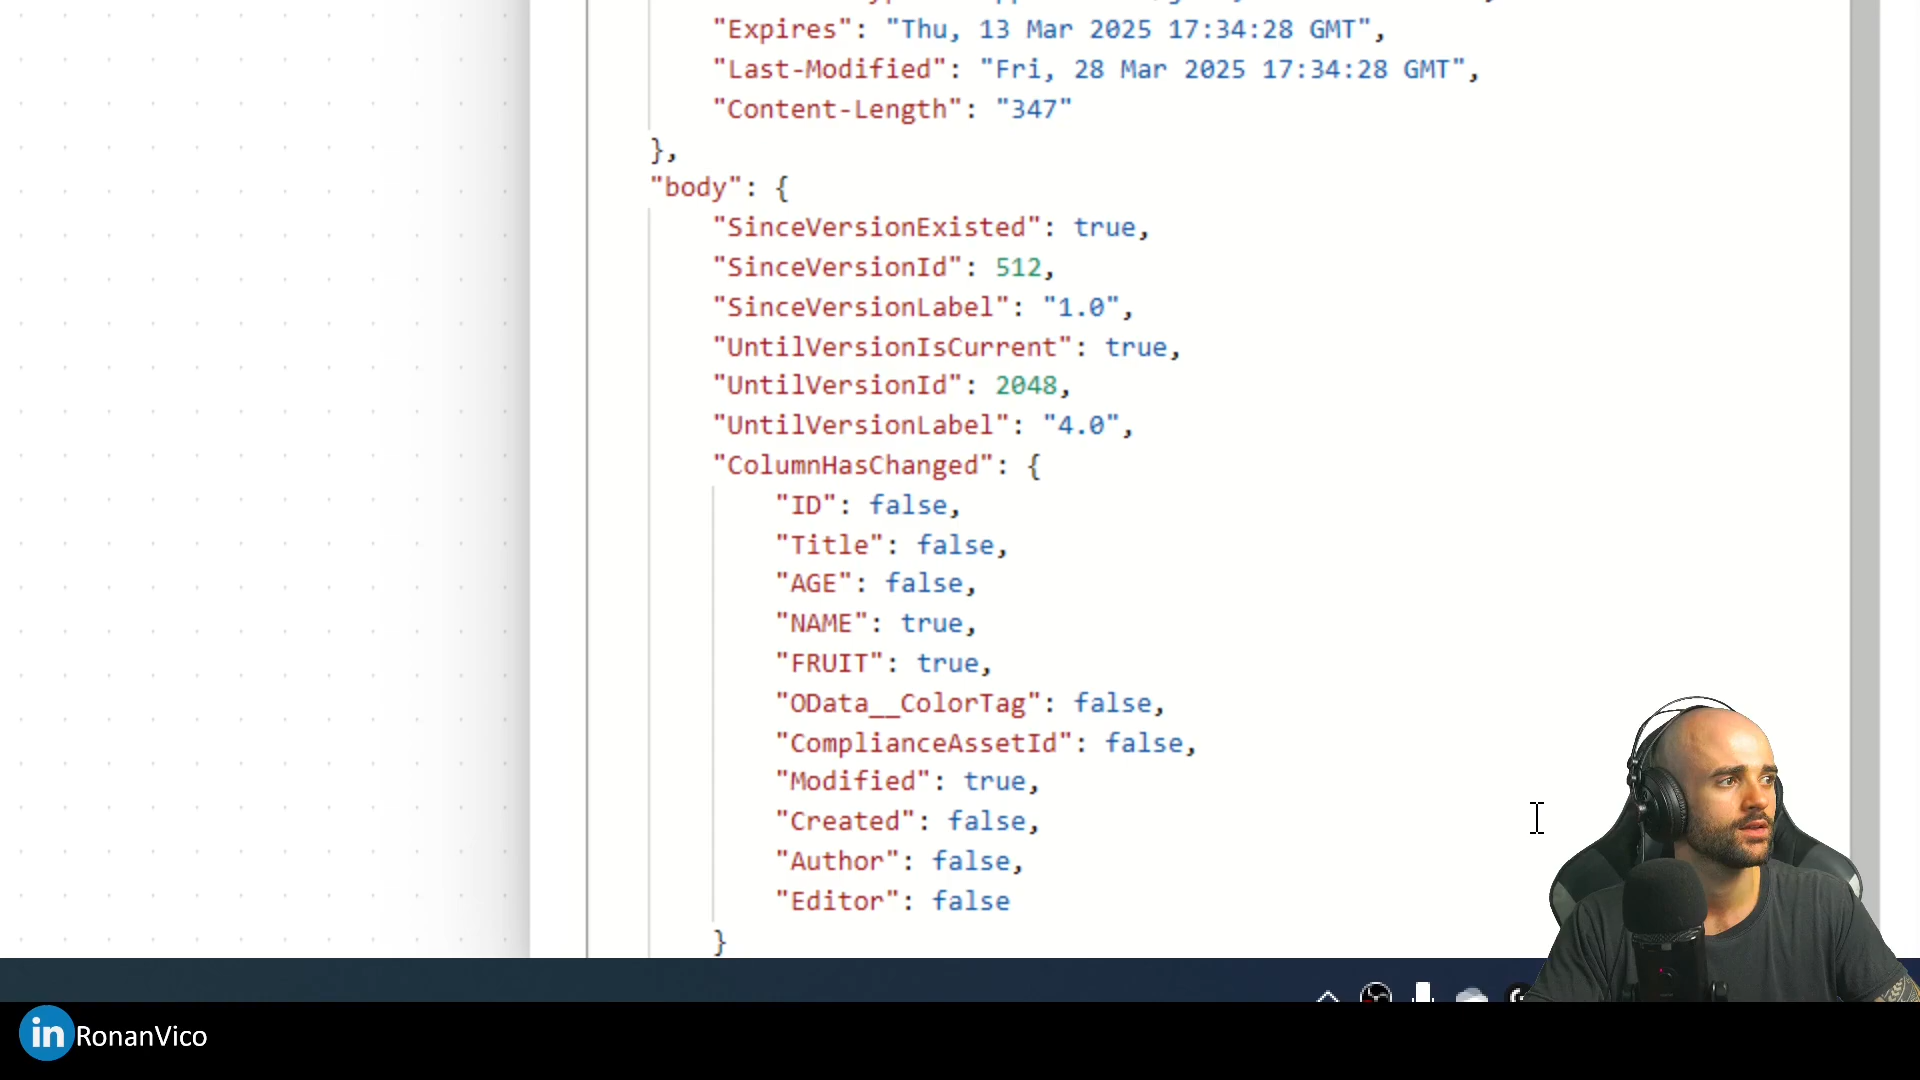 "Expires": "Thu, 13 Mar 2025 17:34:28 GMT",
"Last-Modified": "Fri, 28 Mar 2025 17:34:28 GMT",
"Content-Length": "347"
},
"body": {
"SinceVersionExisted": true,
"SinceVersionId": 512,
"SinceVersionLabel": "1.0",
"UntilVersionIsCurrent": true,
"UntilVersionId": 2048,
"UntilVersionLabel": "4.0",
"ColumnHasChanged": {
"ID": false,
"Title": false,
"AGE": false,
"NAME": true,
"FRUIT": true,
"OData__ColorTag": false,
"ComplianceAssetId": false,
"Modified": true,
"Created": false,
"Author": false,
"Editor": false
}
in RonanVico